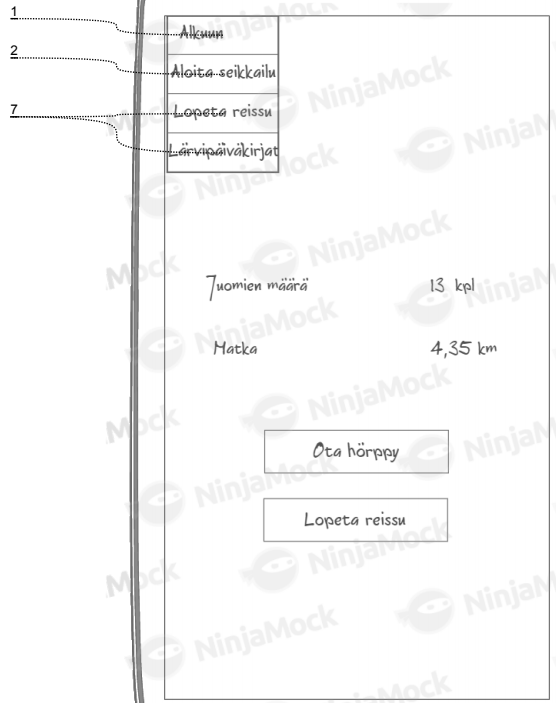 1
Alkuun
2
Aloita seikkailu
7
Lopeta reissu
Lärvipäiväkirjat
Juomien määrä 13 kpl
Matka 4,35 km
Ota hörppy
Lopeta reissu
NinjaMock